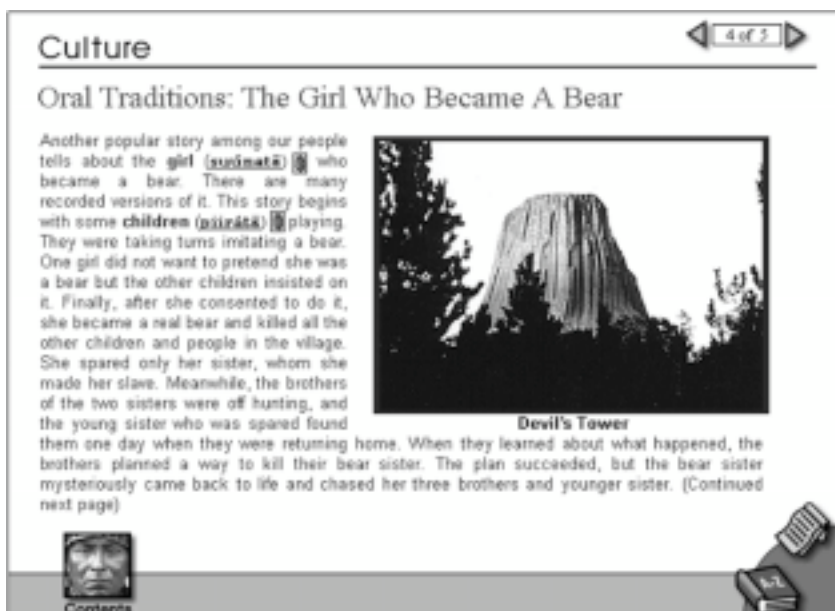 Culture
4 of 5
Oral Traditions: The Girl Who Became A Bear
Another popular story among our people
tells about the girl () who
became a bear. There are many
recorded versions of it. This story begins
with some children () playing.
They were taking turns imitating a bear.
One girl did not want to pretend she was
a bear but the other children insisted on
it. Finally, after she consented to do it,
she became a real bear and killed all the
other children and people in the village.
She spared only her sister, whom she
made her slave. Meanwhile, the brothers
of the two sisters were off hunting, and
the young sister who was spared found
Devil's Tower
them one day when they were returning home. When they learned about what happened, the
brothers planned a way to kill their bear sister. The plan succeeded, but the bear sister
mysteriously came back to life and chased her three brothers and younger sister. (Continued
next page)
Contents
A-Z